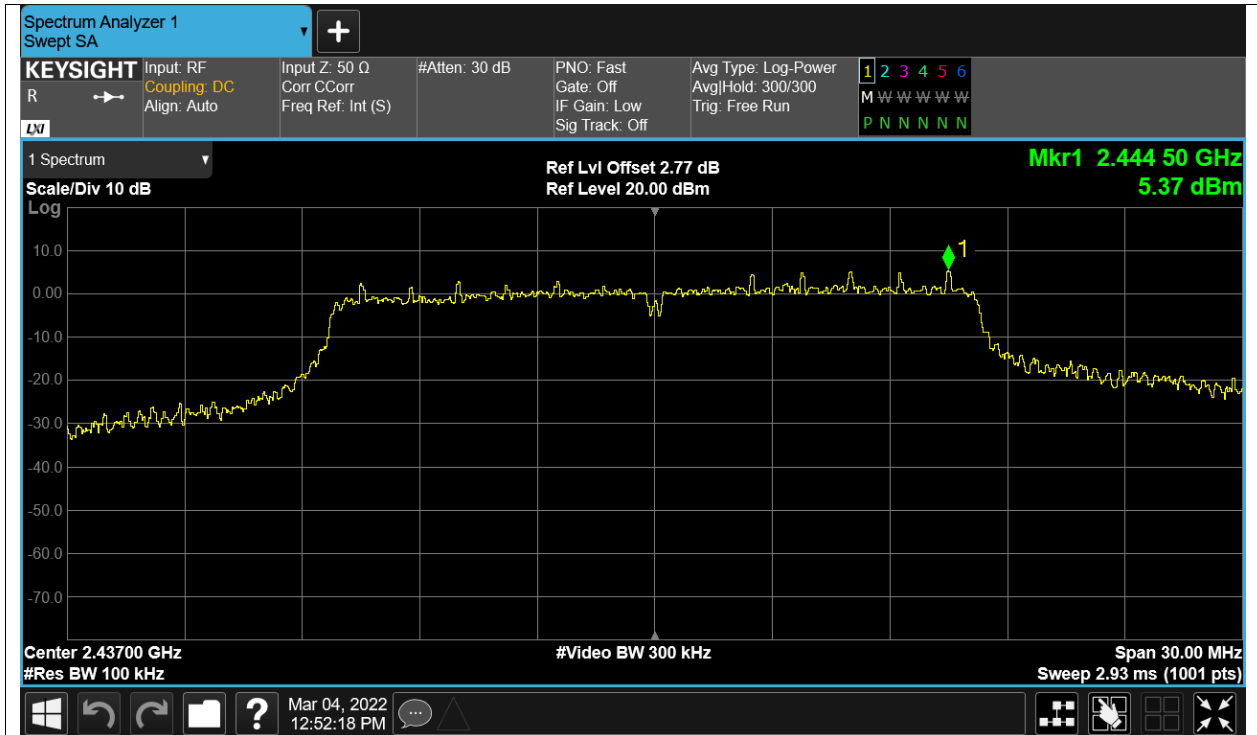 Spectrum Analyzer 1
Swept SA
KEYSIGHT
R
LXI
Input: RF
Coupling: DC
Align: Auto
Input Z: 50 Ω
Corr CCorr
Freq Ref: Int (S)
#Atten: 30 dB
PNO: Fast
Gate: Off
IF Gain: Low
Sig Track: Off
Avg Type: Log-Power
Avg|Hold: 300/300
Trig: Free Run
1 2 3 4 5 6
M W W W W W
P N N N N N
1 Spectrum
Scale/Div 10 dB
Log
Ref Lvl Offset 2.77 dB
Ref Level 20.00 dBm
Mkr1 2.444 50 GHz
5.37 dBm
1
10.0
0.00
-10.0
-20.0
-30.0
-40.0
-50.0
-60.0
-70.0
Center 2.43700 GHz
#Res BW 100 kHz
#Video BW 300 kHz
Span 30.00 MHz
Sweep 2.93 ms (1001 pts)
?
Mar 04, 2022
12:52:18 PM